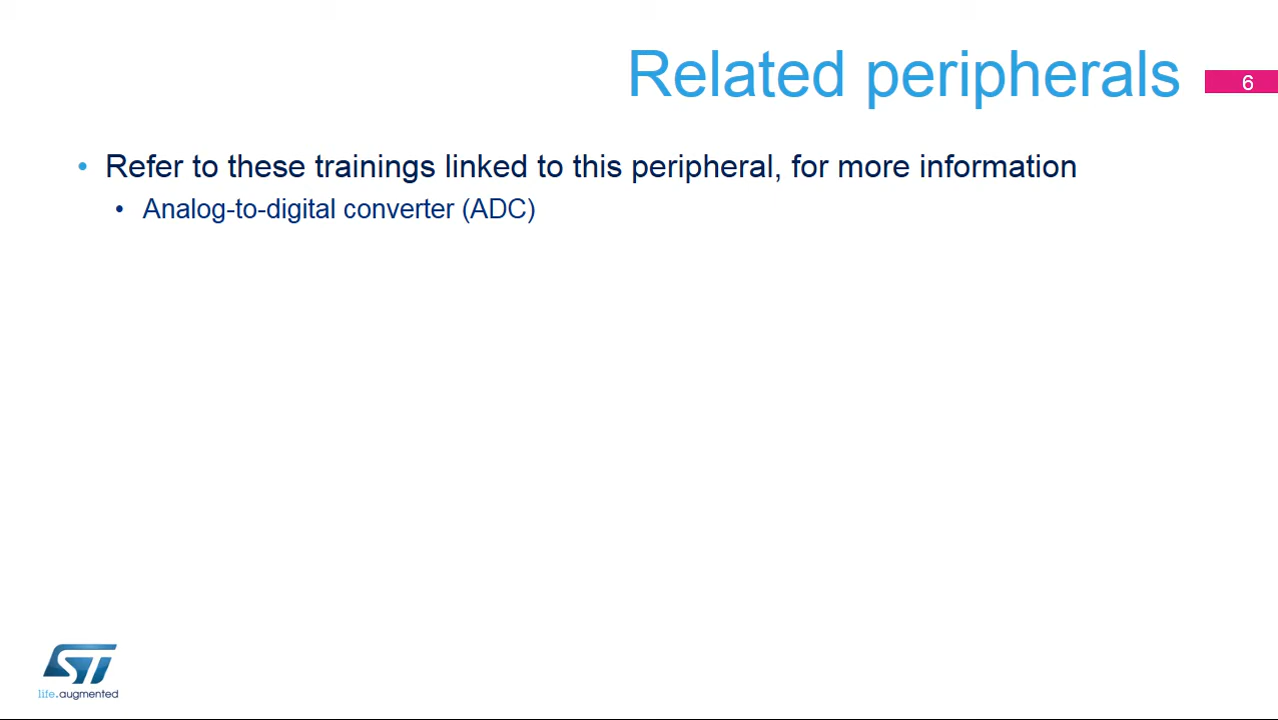 Related peripherals
6
• Refer to these trainings linked to this peripheral, for more information
• Analog-to-digital converter (ADC)
ST
life.augmented